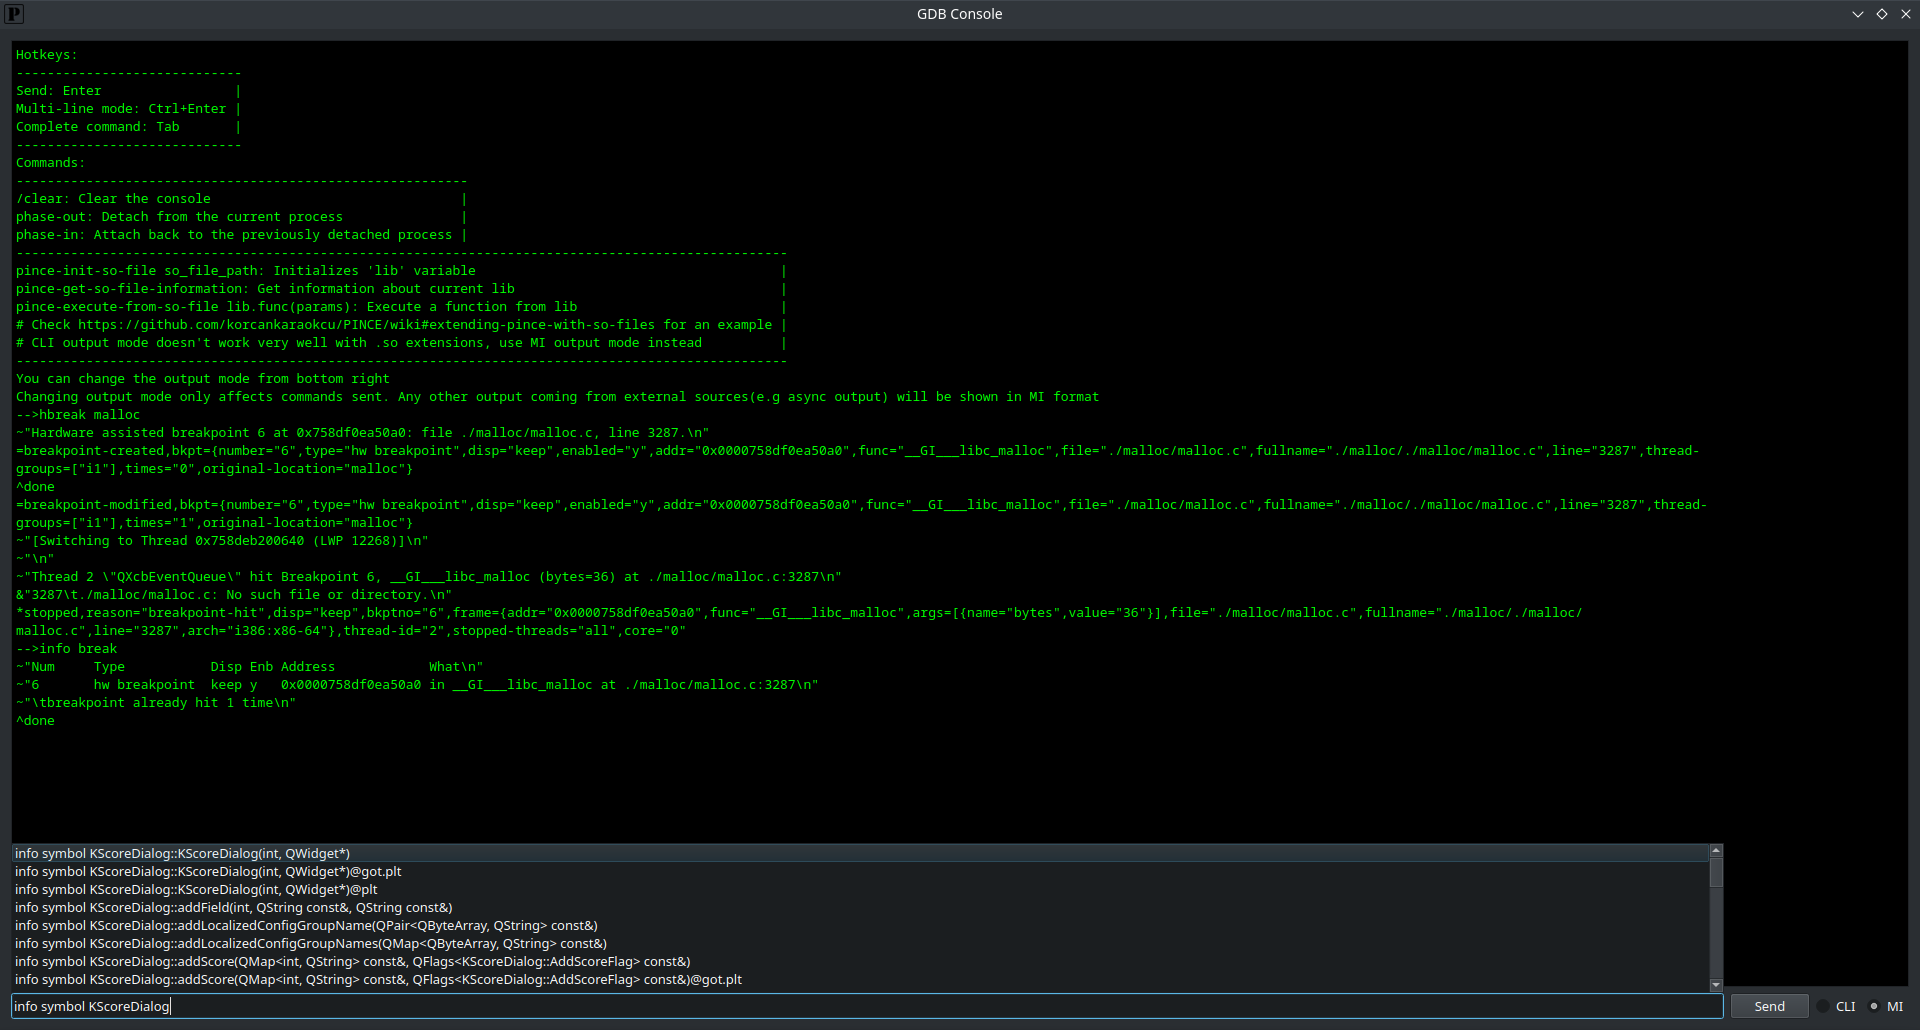 P
GDB Console
Hotkeys:
-----------------------------
Send: Enter                 |
Multi-line mode: Ctrl+Enter |
Complete command: Tab       |
-----------------------------
Commands:
----------------------------------------------------------
/clear: Clear the console                                |
phase-out: Detach from the current process               |
phase-in: Attach back to the previously detached process |
---------------------------------------------------------------------------------------------------
pince-init-so-file so_file_path: Initializes 'lib' variable                                       |
pince-get-so-file-information: Get information about current lib                                  |
pince-execute-from-so-file lib.func(params): Execute a function from lib                          |
# Check https://github.com/korcankaraokcu/PINCE/wiki#extending-pince-with-so-files for an example |
# CLI output mode doesn't work very well with .so extensions, use MI output mode instead          |
---------------------------------------------------------------------------------------------------
You can change the output mode from bottom right
Changing output mode only affects commands sent. Any other output coming from external sources(e.g async output) will be shown in MI format
-->hbreak malloc
~"Hardware assisted breakpoint 6 at 0x758df0ea50a0: file ./malloc/malloc.c, line 3287.\n"
=breakpoint-created,bkpt={number="6",type="hw breakpoint",disp="keep",enabled="y",addr="0x0000758df0ea50a0",func="__GI___libc_malloc",file="./malloc/malloc.c",fullname="./malloc/./malloc/malloc.c",line="3287",thread-
groups=["i1"],times="0",original-location="malloc"}
^done
=breakpoint-modified,bkpt={number="6",type="hw breakpoint",disp="keep",enabled="y",addr="0x0000758df0ea50a0",func="__GI___libc_malloc",file="./malloc/malloc.c",fullname="./malloc/./malloc/malloc.c",line="3287",thread-
groups=["i1"],times="1",original-location="malloc"}
~"[Switching to Thread 0x758deb200640 (LWP 12268)]\n"
~"\n"
~"Thread 2 \"QXcbEventQueue\" hit Breakpoint 6, __GI___libc_malloc (bytes=36) at ./malloc/malloc.c:3287\n"
&"3287\t./malloc/malloc.c: No such file or directory.\n"
*stopped,reason="breakpoint-hit",disp="keep",bkptno="6",frame={addr="0x0000758df0ea50a0",func="__GI___libc_malloc",args=[{name="bytes",value="36"}],file="./malloc/malloc.c",fullname="./malloc/./malloc/
malloc.c",line="3287",arch="i386:x86-64"},thread-id="2",stopped-threads="all",core="0"
-->info break
~"Num     Type           Disp Enb Address            What\n"
~"6       hw breakpoint  keep y   0x0000758df0ea50a0 in __GI___libc_malloc at ./malloc/malloc.c:3287\n"
~"\tbreakpoint already hit 1 time\n"
^done
info symbol KScoreDialog::KScoreDialog(int, QWidget*)
info symbol KScoreDialog::KScoreDialog(int, QWidget*)@got.plt
info symbol KScoreDialog::KScoreDialog(int, QWidget*)@plt
info symbol KScoreDialog::addField(int, QString const&, QString const&)
info symbol KScoreDialog::addLocalizedConfigGroupName(QPair<QByteArray, QString> const&)
info symbol KScoreDialog::addLocalizedConfigGroupNames(QMap<QByteArray, QString> const&)
info symbol KScoreDialog::addScore(QMap<int, QString> const&, QFlags<KScoreDialog::AddScoreFlag> const&)
info symbol KScoreDialog::addScore(QMap<int, QString> const&, QFlags<KScoreDialog::AddScoreFlag> const&)@got.plt
info symbol KScoreDialog
Send
CLI
MI